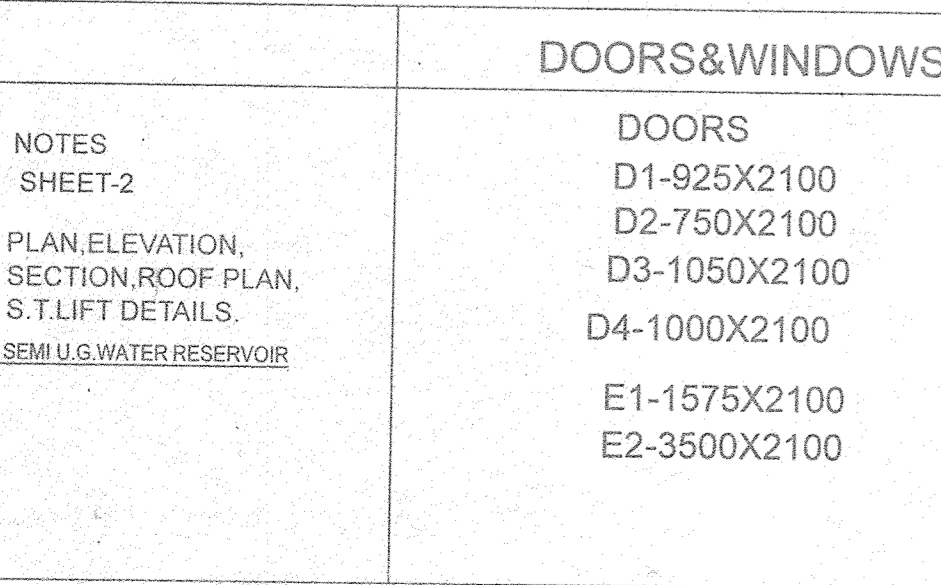 DOORS&WINDOWS
NOTES
SHEET-2
PLAN,ELEVATION,
SECTION,ROOF PLAN,
S.T.LIFT DETAILS.
SEMI U.G.WATER RESERVOIR
DOORS
D1-925X2100
D2-750X2100
D3-1050X2100
D4-1000X2100
E1-1575X2100
E2-3500X2100